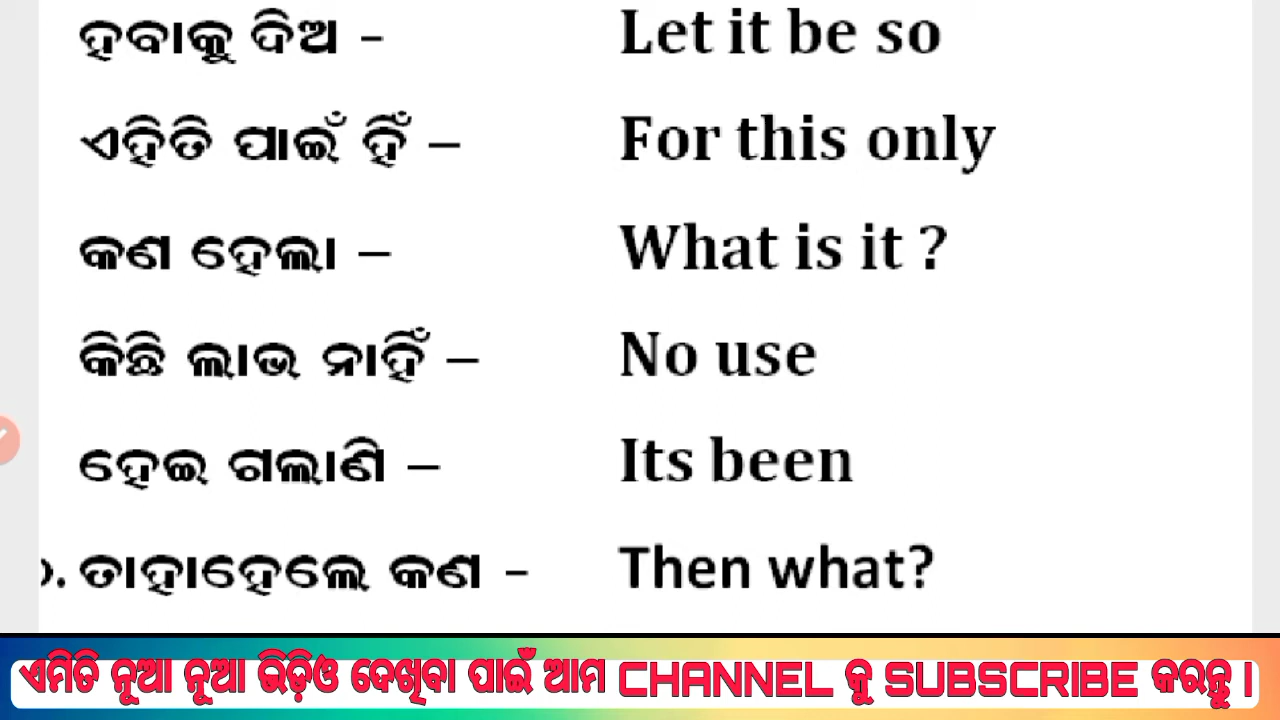 ହବାକୁ ଦିଅ – Let it be so
ଏହିତି ପାଇଁ ହିଁ – For this only
କଣ ହେଲା – What is it ?
କିଛି ଲାଭ ନାହିଁ – No use
ହେଇ ଗଲାଣି – Its been
. ତାହାହେଲେ କଣ – Then what?
ଏମିତି ନୂଆ ନୂଆ ଭିଡ଼ିଓ ଦେଖିବା ପାଇଁ ଆମ CHANNEL କୁ SUBSCRIBE କରନ୍ତୁ ।